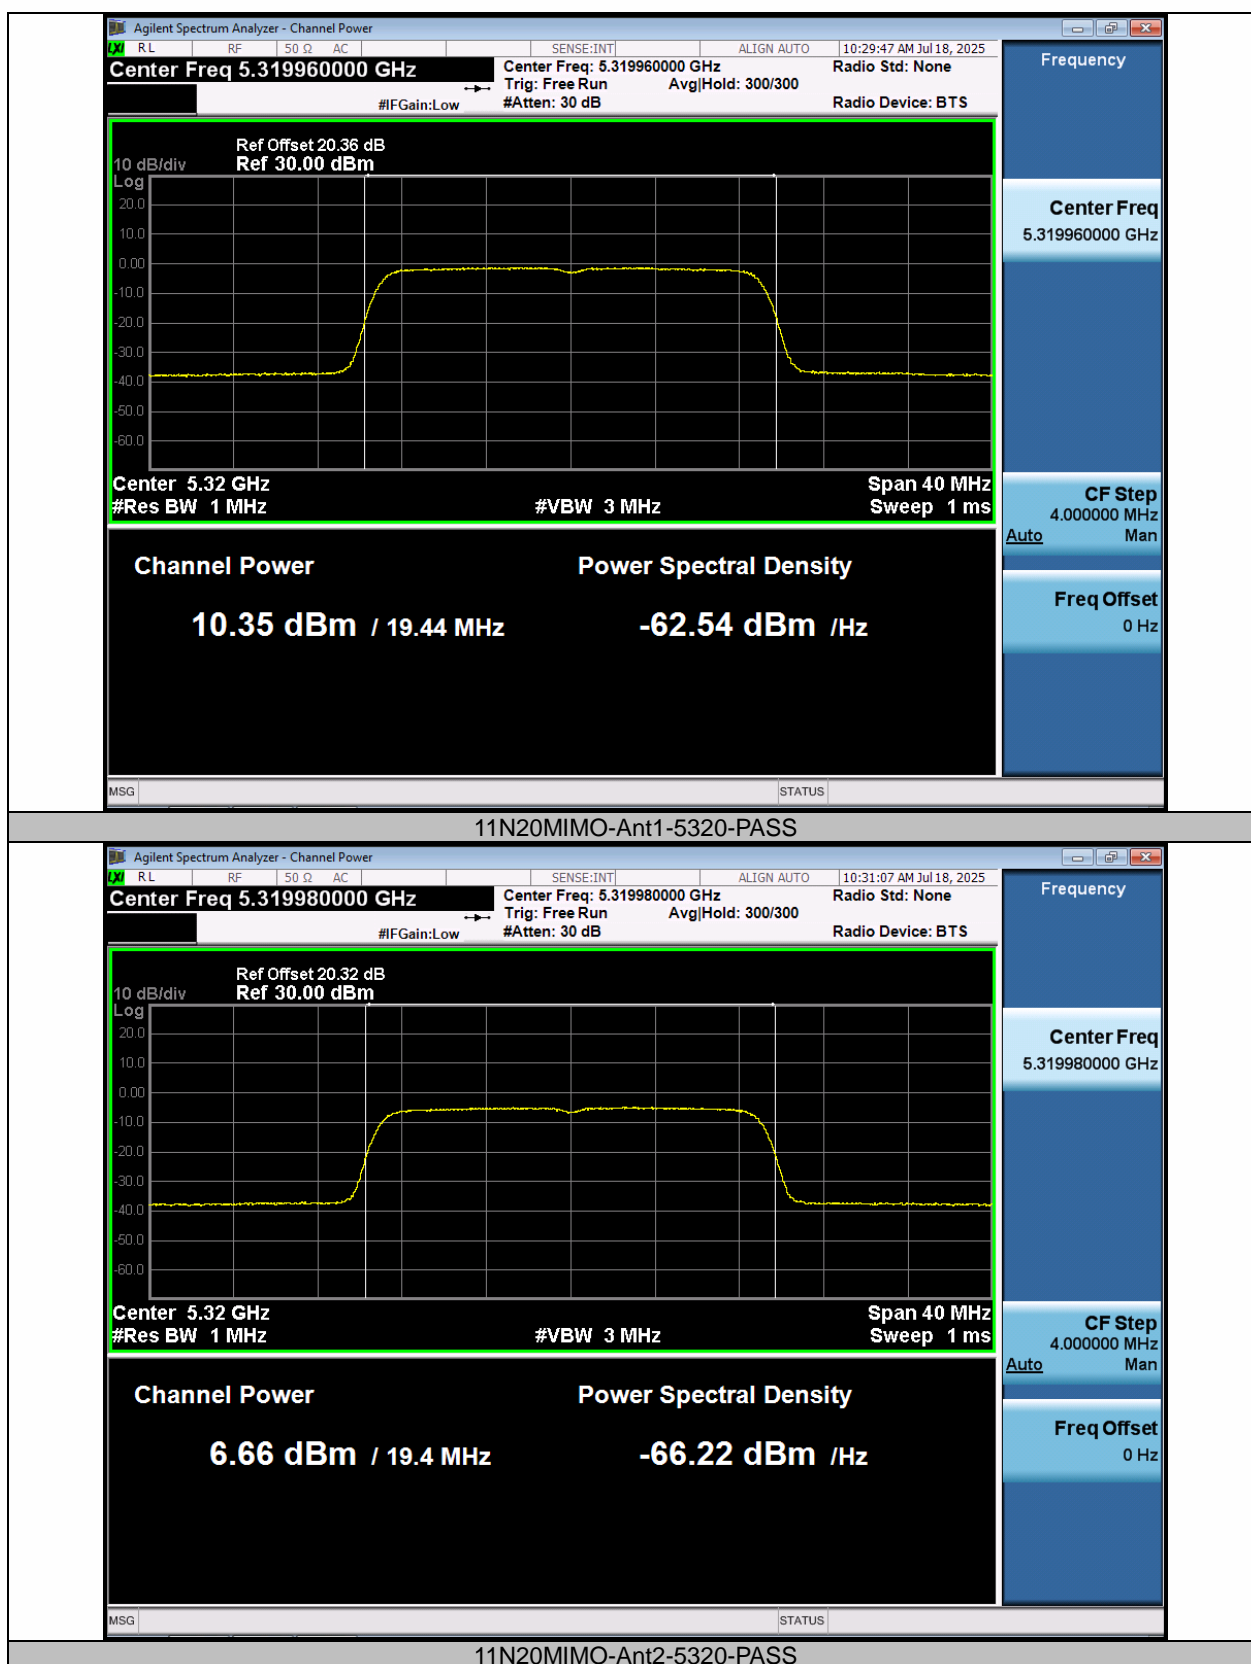 Agilent Spectrum Analyzer - Channel Power
LXI RL RF 50 Ω AC SENSE:INT ALIGN AUTO 10:29:47 AM Jul 18, 2025
Center Freq 5.319960000 GHz
Center Freq: 5.319960000 GHz Radio Std: None
Trig: Free Run Avg|Hold: 300/300
#IFGain:Low #Atten: 30 dB Radio Device: BTS
Frequency
Ref Offset 20.36 dB
10 dB/div Ref 30.00 dBm
Log
20.0
10.0
0.00
-10.0
-20.0
-30.0
-40.0
-50.0
-60.0
Center 5.32 GHz Span 40 MHz
#Res BW 1 MHz #VBW 3 MHz Sweep 1 ms
Center Freq
5.319960000 GHz
CF Step
4.000000 MHz
Auto Man
Freq Offset
0 Hz
Channel Power Power Spectral Density
10.35 dBm / 19.44 MHz -62.54 dBm /Hz
MSG STATUS
11N20MIMO-Ant1-5320-PASS
Agilent Spectrum Analyzer - Channel Power
LXI RL RF 50 Ω AC SENSE:INT ALIGN AUTO 10:31:07 AM Jul 18, 2025
Center Freq 5.319980000 GHz
Center Freq: 5.319980000 GHz Radio Std: None
Trig: Free Run Avg|Hold: 300/300
#IFGain:Low #Atten: 30 dB Radio Device: BTS
Frequency
Ref Offset 20.32 dB
10 dB/div Ref 30.00 dBm
Log
20.0
10.0
0.00
-10.0
-20.0
-30.0
-40.0
-50.0
-60.0
Center 5.32 GHz Span 40 MHz
#Res BW 1 MHz #VBW 3 MHz Sweep 1 ms
Center Freq
5.319980000 GHz
CF Step
4.000000 MHz
Auto Man
Freq Offset
0 Hz
Channel Power Power Spectral Density
6.66 dBm / 19.4 MHz -66.22 dBm /Hz
MSG STATUS
11N20MIMO-Ant2-5320-PASS